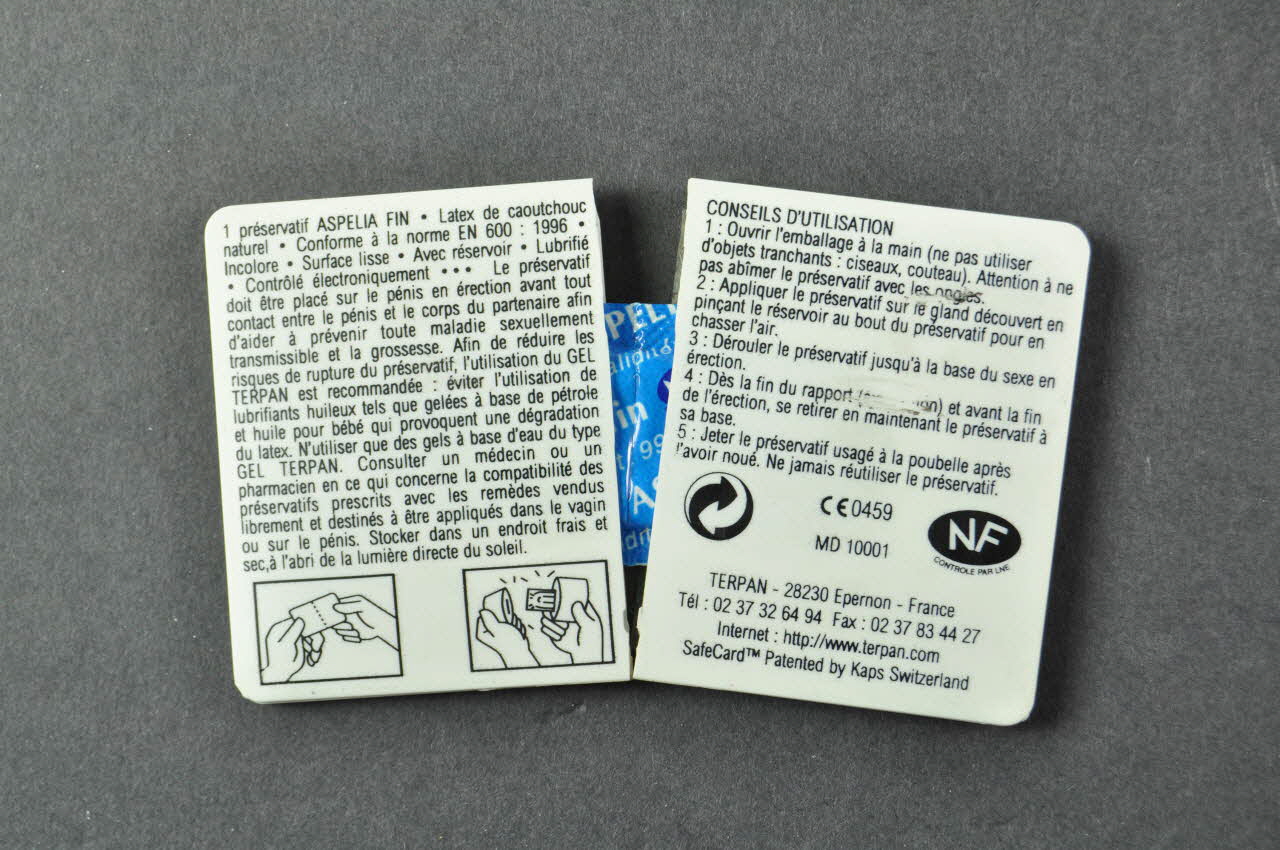 1 préservatif ASPELIA FIN • Latex de caoutchouc
naturel • Conforme à la norme EN 600 : 1996 •
Incolore • Surface lisse • Avec réservoir • Lubrifié
• Contrôlé électroniquement ••• Le préservatif
doit être placé sur le pénis en érection avant tout
contact entre le pénis et le corps du partenaire afin
d'aider à prévenir toute maladie sexuellement
transmissible et la grossesse. Afin de réduire les
risques de rupture du préservatif, l'utilisation du GEL
TERPAN est recommandée : éviter l'utilisation de
lubrifiants huileux tels que gelées à base de pétrole
et huile pour bébé qui provoquent une dégradation
du latex. N'utiliser que des gels à base d'eau du type
GEL TERPAN. Consulter un médecin ou un
pharmacien en ce qui concerne la compatibilité des
préservatifs prescrits avec les remèdes vendus
librement et destinés à être appliqués dans le vagin
ou sur le pénis. Stocker dans un endroit frais et
sec,à l'abri de la lumière directe du soleil.
CONSEILS D'UTILISATION
1 : Ouvrir l'emballage à la main (ne pas utiliser
d'objets tranchants : ciseaux, couteau). Attention à ne
pas abîmer le préservatif avec les ongles.
2 : Appliquer le préservatif sur le gland découvert en
pinçant le réservoir au bout du préservatif pour en
chasser l'air.
3 : Dérouler le préservatif jusqu'à la base du sexe en
érection.
4 : Dès la fin du rapport et avant la fin
de l'érection, se retirer en maintenant le préservatif à
sa base.
5 : Jeter le préservatif usagé à la poubelle après
l'avoir noué. Ne jamais réutiliser le préservatif.
CE0459
MD 10001
NF
CONTROLE PAR LNE
TERPAN - 28230 Epernon - France
Tél : 02 37 32 64 94 Fax : 02 37 83 44 27
Internet : http://www.terpan.com
SafeCard™ Patented by Kaps Switzerland